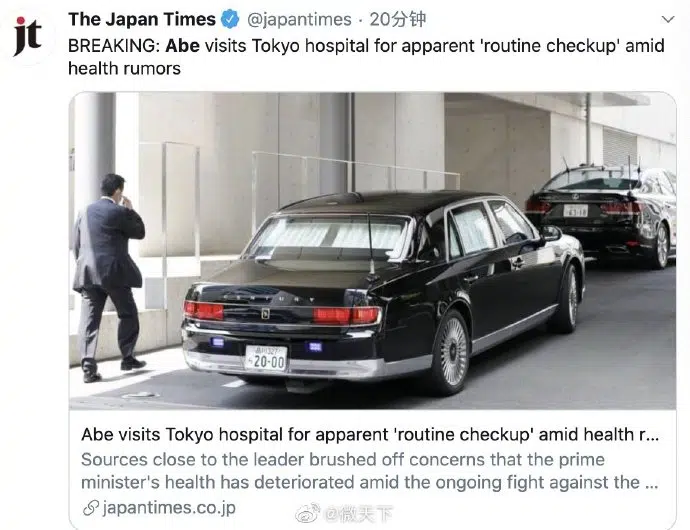 The Japan Times @japantimes · 20分钟
BREAKING: Abe visits Tokyo hospital for apparent 'routine checkup' amid
health rumors
jt
CENTURY
20-00
Abe visits Tokyo hospital for apparent 'routine checkup' amid health r...
Sources close to the leader brushed off concerns that the prime
minister's health has deteriorated amid the ongoing fight against the ...
japantimes.co.jp
@微天下